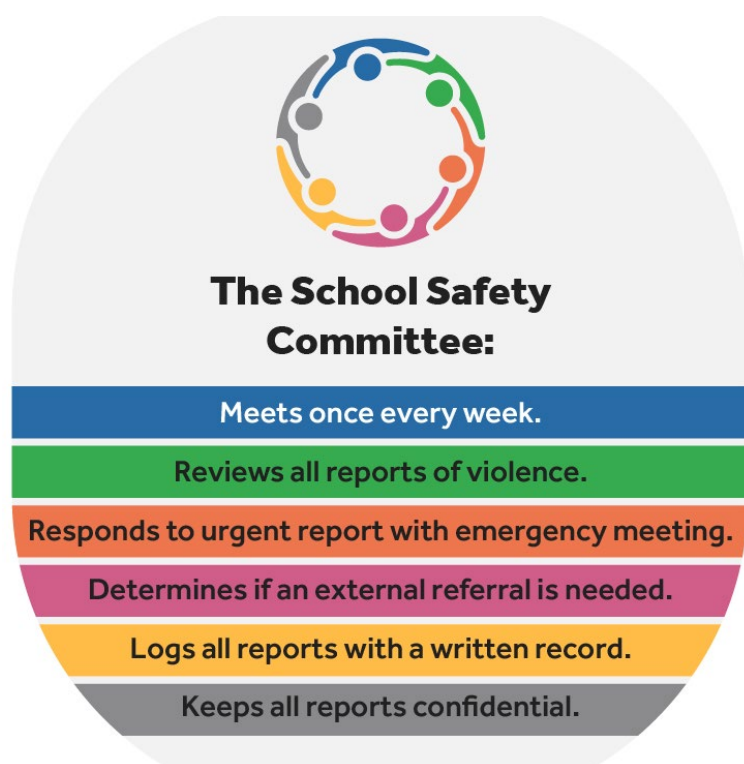 The School Safety
Committee:
Meets once every week.
Reviews all reports of violence.
Responds to urgent report with emergency meeting.
Determines if an external referral is needed.
Logs all reports with a written record.
Keeps all reports confidential.